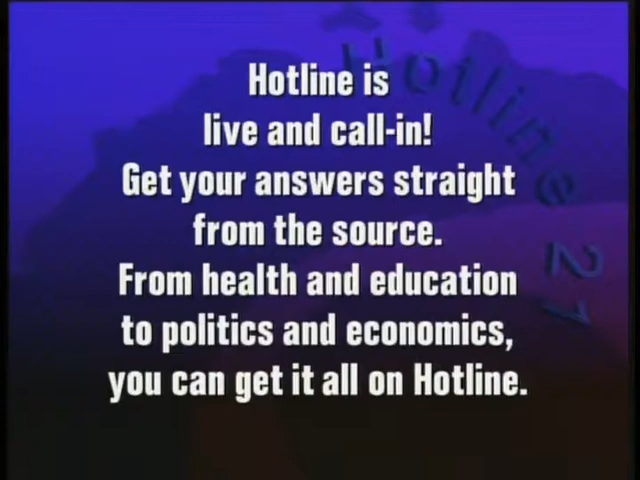 Hotline is
live and call-in!
Get your answers straight
from the source.
From health and education
to politics and economics,
you can get it all on Hotline.
Hotline 21